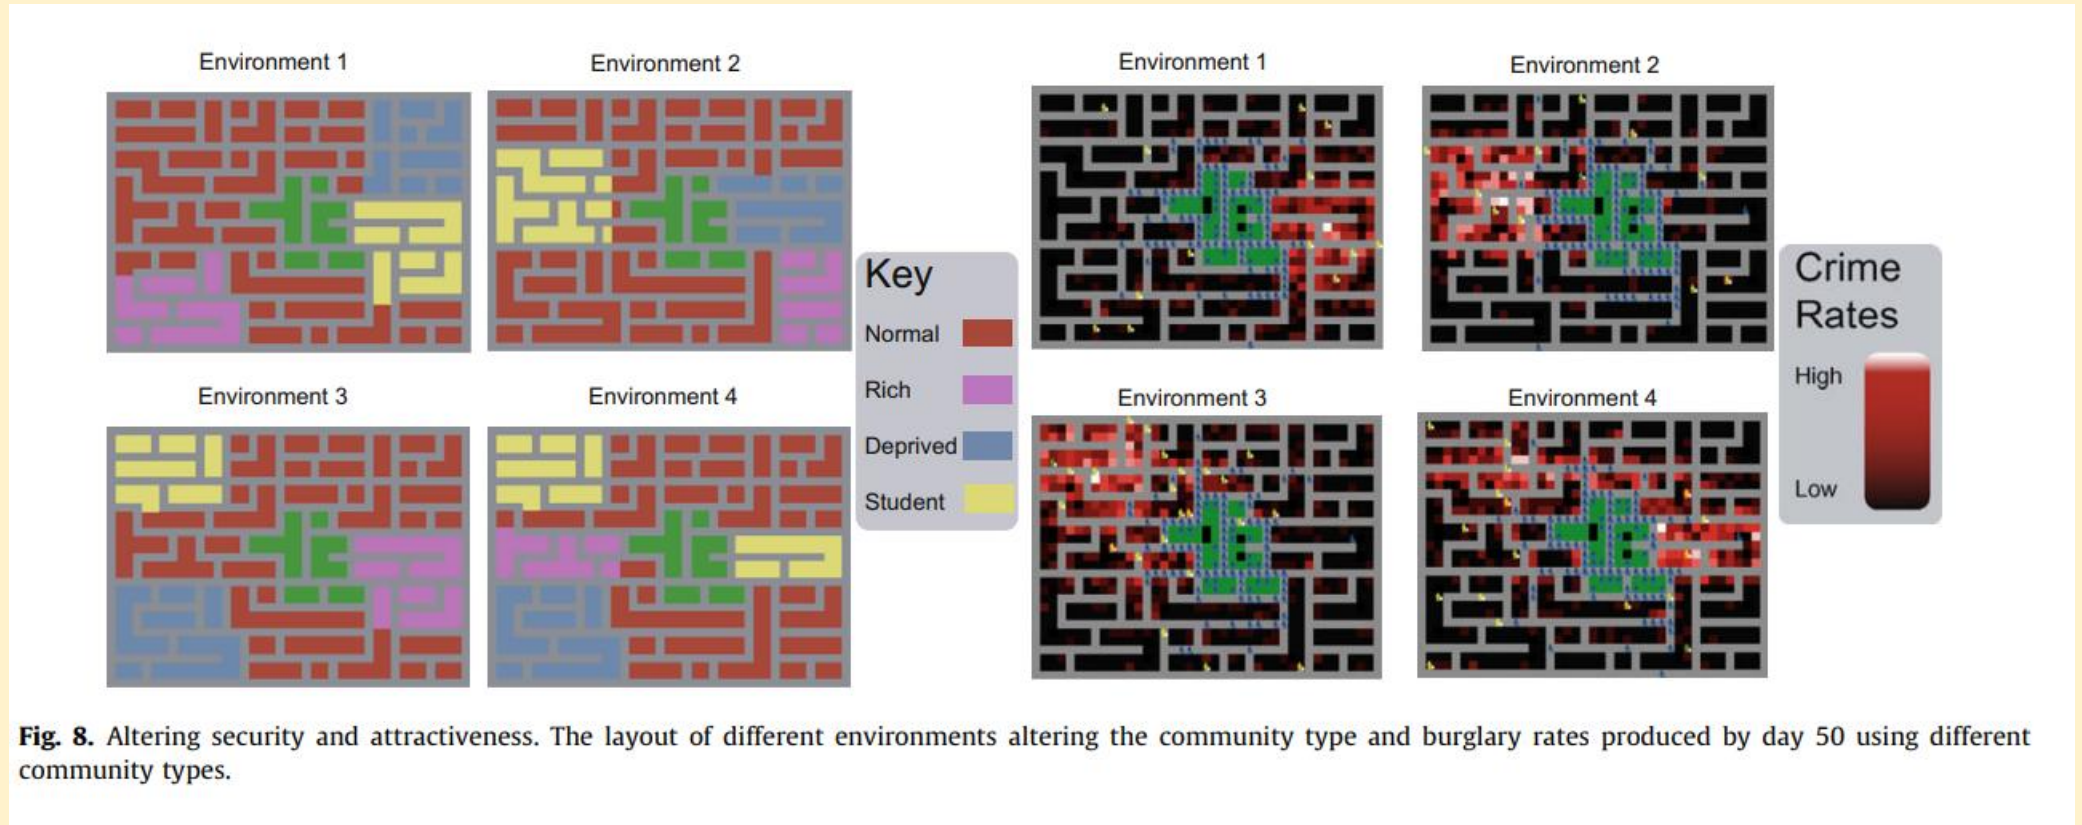 Environment 1
Environment 2
Environment 1
Environment 2
Environment 3
Environment 4
Environment 3
Environment 4
Key
Normal
Rich
Deprived
Student
Crime
Rates
High
Low
Fig. 8. Altering security and attractiveness. The layout of different environments altering the community type and burglary rates produced by day 50 using different
community types.